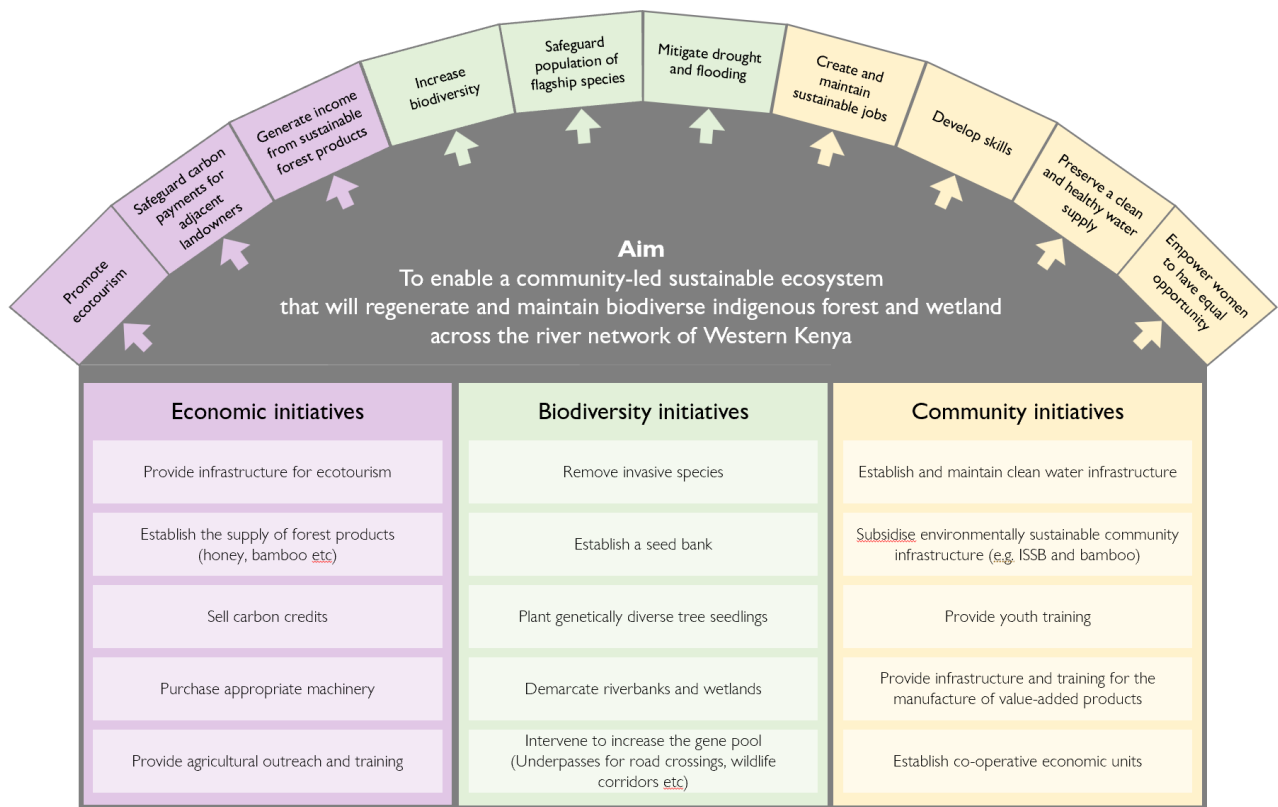 Promote
ecotourism
Safeguard carbon
payments for
adjacent
landowners
Generate income
from sustainable
forest products
Increase
biodiversity
Safeguard
population of
flagship species
Mitigate drought
and flooding
Create and
maintain
sustainable jobs
Develop skills
Preserve a clean
and healthy water
supply
Empower women
to have equal
opportunity
Aim
To enable a community-led sustainable ecosystem
that will regenerate and maintain biodiverse indigenous forest and wetland
across the river network of Western Kenya
Economic initiatives
Provide infrastructure for ecotourism
Establish the supply of forest products
(honey, bamboo etc)
Sell carbon credits
Purchase appropriate machinery
Provide agricultural outreach and training
Biodiversity initiatives
Remove invasive species
Establish a seed bank
Plant genetically diverse tree seedlings
Demarcate riverbanks and wetlands
Intervene to increase the gene pool
(Underpasses for road crossings, wildlife
corridors etc)
Community initiatives
Establish and maintain clean water infrastructure
Subsidise environmentally sustainable community
infrastructure (e.g. ISSB and bamboo)
Provide youth training
Provide infrastructure and training for the
manufacture of value-added products
Establish co-operative economic units